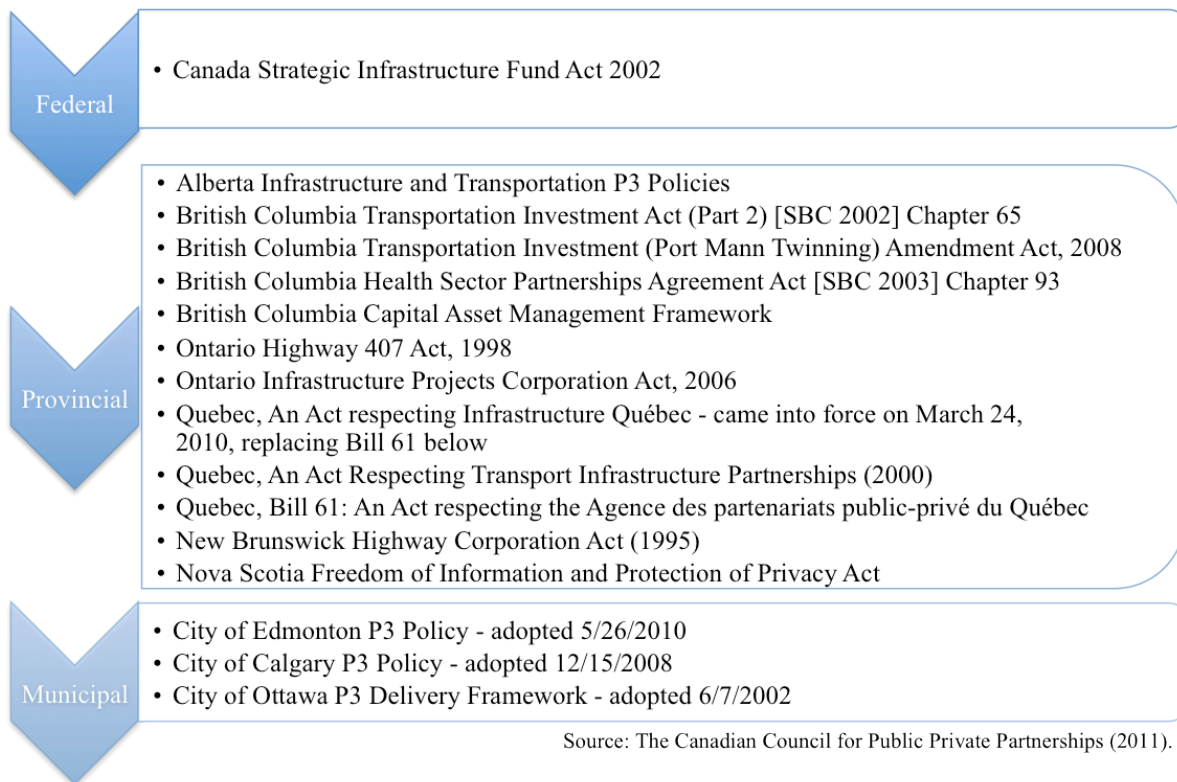 Federal
• Canada Strategic Infrastructure Fund Act 2002
Provincial
• Alberta Infrastructure and Transportation P3 Policies
• British Columbia Transportation Investment Act (Part 2) [SBC 2002] Chapter 65
• British Columbia Transportation Investment (Port Mann Twinning) Amendment Act, 2008
• British Columbia Health Sector Partnerships Agreement Act [SBC 2003] Chapter 93
• British Columbia Capital Asset Management Framework
• Ontario Highway 407 Act, 1998
• Ontario Infrastructure Projects Corporation Act, 2006
• Quebec, An Act respecting Infrastructure Québec - came into force on March 24,
2010, replacing Bill 61 below
• Quebec, An Act Respecting Transport Infrastructure Partnerships (2000)
• Quebec, Bill 61: An Act respecting the Agence des partenariats public-privé du Québec
• New Brunswick Highway Corporation Act (1995)
• Nova Scotia Freedom of Information and Protection of Privacy Act
Municipal
• City of Edmonton P3 Policy - adopted 5/26/2010
• City of Calgary P3 Policy - adopted 12/15/2008
• City of Ottawa P3 Delivery Framework - adopted 6/7/2002
Source: The Canadian Council for Public Private Partnerships (2011).